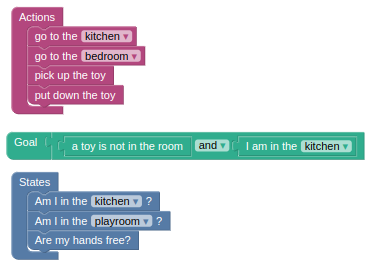 Actions
go to the kitchen ▾
go to the bedroom ▾
pick up the toy
put down the toy
Goal a toy is not in the room and ▾ I am in the kitchen ▾
States
Am I in the kitchen ▾ ?
Am I in the playroom ▾ ?
Are my hands free?